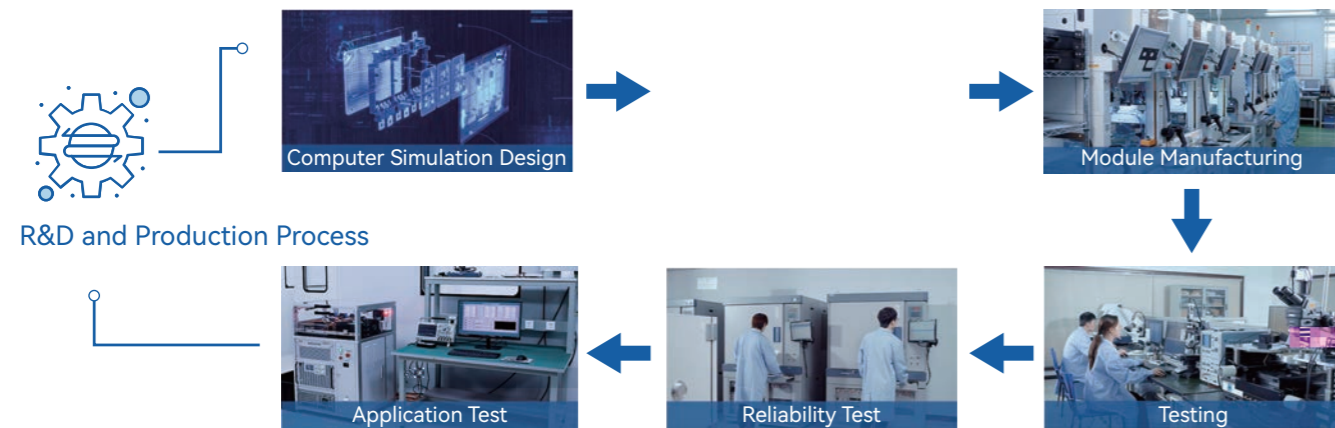 Computer Simulation Design
Module Manufacturing
R&D and Production Process
Application Test
Reliability Test
Testing